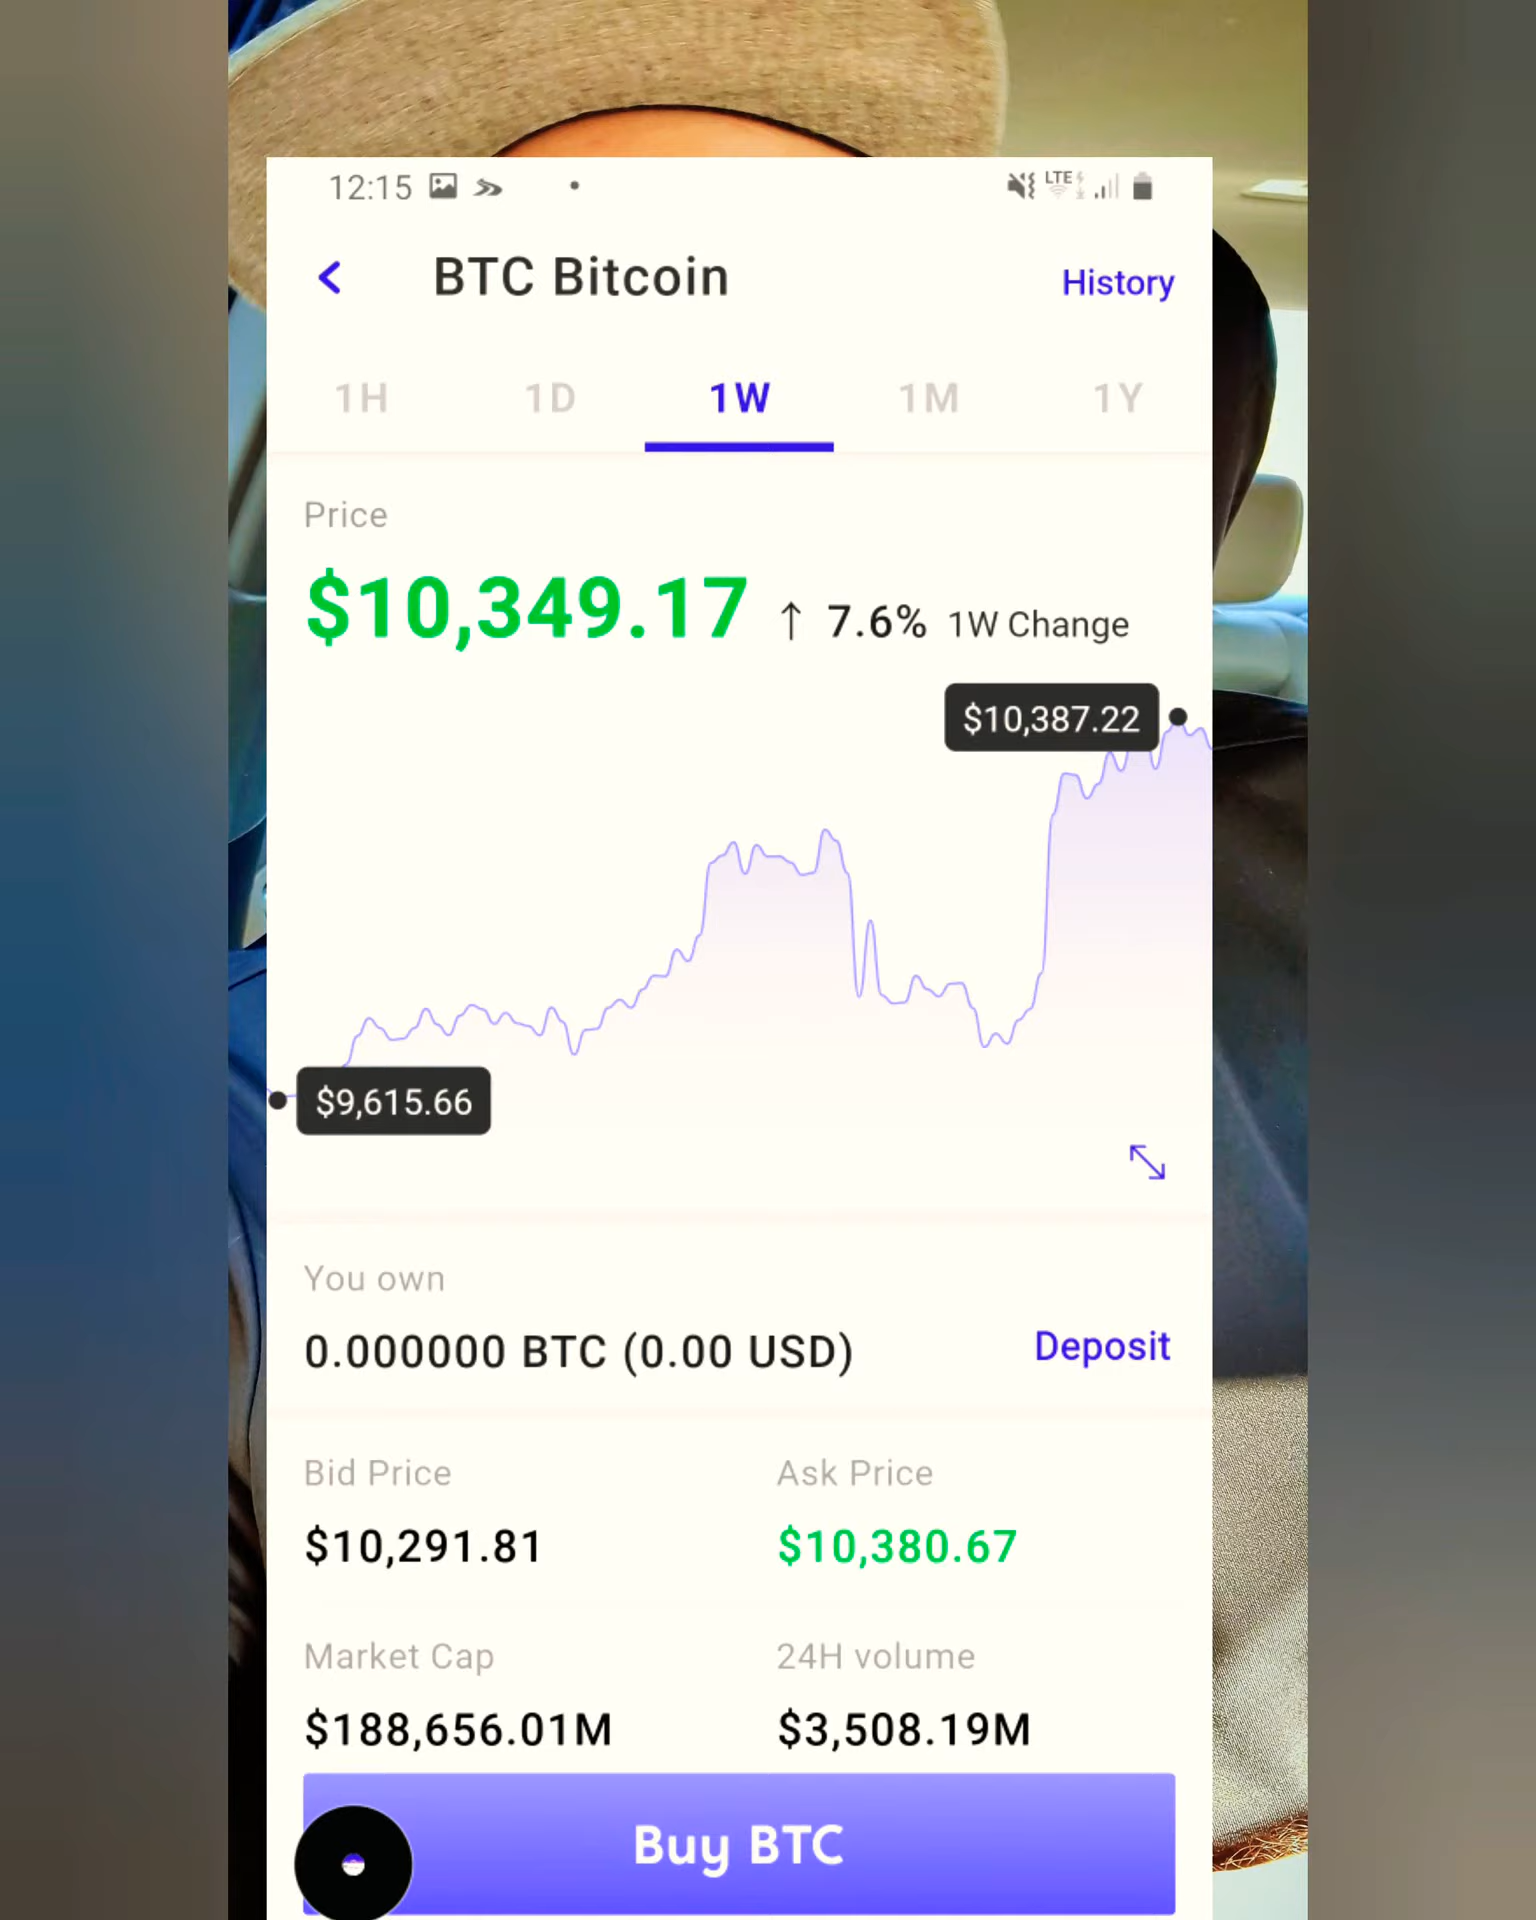 12:15 LTE
BTC Bitcoin History
1H 1D 1W 1M 1Y
Price
$10,349.17 ↑ 7.6% 1W Change
$10,387.22
$9,615.66
You own
0.000000 BTC (0.00 USD) Deposit
Bid Price Ask Price
$10,291.81 $10,380.67
Market Cap 24H volume
$188,656.01M $3,508.19M
Buy BTC